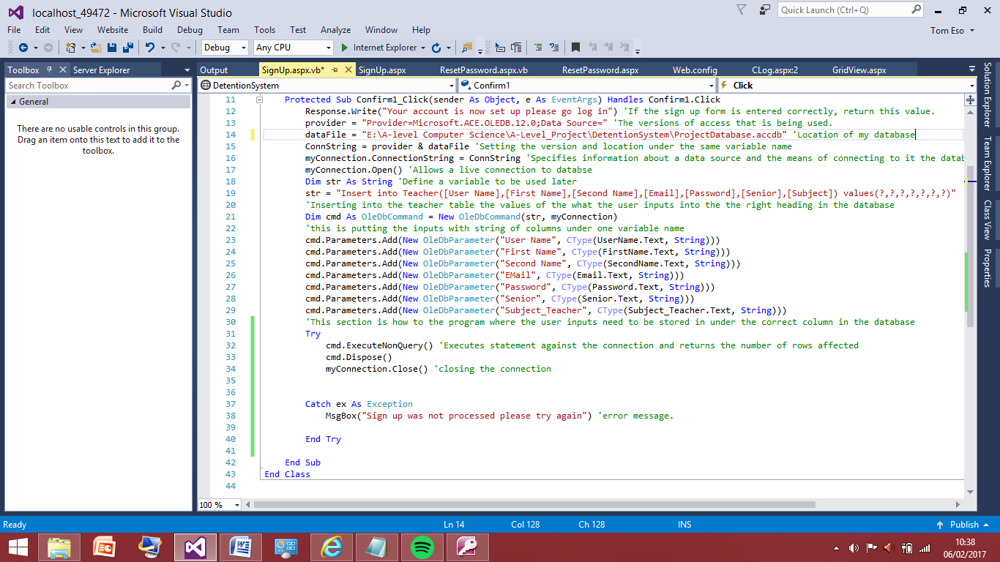 localhost_49472 - Microsoft Visual Studio
Quick Launch (Ctrl+Q)
File Edit View Website Build Debug Team Tools Test Analyze Window Help
Tom Eso
Debug Any CPU Internet Explorer
Toolbox Server Explorer
Output SignUp.aspx.vb* SignUp.aspx ResetPassword.aspx.vb ResetPassword.aspx Web.config CLog.aspx:2 GridView.aspx
Search Toolbox
DetentionSystem Confirm1 Click
General
There are no usable controls in this group.
Drag an item onto this text to add it to the
toolbox.
11 Protected Sub Confirm1_Click(sender As Object, e As EventArgs) Handles Confirm1.Click
12 Response.Write("Your account is now set up please go log in") 'If the sign up form is entered correctly, return this value.
13 provider = "Provider=Microsoft.ACE.OLEDB.12.0;Data Source=" 'The versions of access that is being used.
14 dataFile = "E:\A-level Computer Science\A-Level_Project\DetentionSystem\ProjectDatabase.accdb" 'Location of my database
15 ConnString = provider & dataFile 'Setting the version and location under the same variable name
16 myConnection.ConnectionString = ConnString 'Specifies information about a data source and the means of connecting to it the datab
17 myConnection.Open() 'Allows a live connection to databse
18 Dim str As String 'Define a variable to be used later
19 str = "Insert into Teacher([User Name],[First Name],[Second Name],[Email],[Password],[Senior],[Subject]) values(?,?,?,?,?,?,?)"
20 'Inserting into the teacher table the values of the what the user inputs into the the right heading in the database
21 Dim cmd As OleDbCommand = New OleDbCommand(str, myConnection)
22 'this is putting the inputs with string of columns under one variable name
23 cmd.Parameters.Add(New OleDbParameter("User Name", CType(UserName.Text, String)))
24 cmd.Parameters.Add(New OleDbParameter("First Name", CType(FirstName.Text, String)))
25 cmd.Parameters.Add(New OleDbParameter("Second Name", CType(SecondName.Text, String)))
26 cmd.Parameters.Add(New OleDbParameter("EMail", CType(Email.Text, String)))
27 cmd.Parameters.Add(New OleDbParameter("Password", CType(Password.Text, String)))
28 cmd.Parameters.Add(New OleDbParameter("Senior", CType(Senior.Text, String)))
29 cmd.Parameters.Add(New OleDbParameter("Subject_Teacher", CType(Subject_Teacher.Text, String)))
30 'This section is how to the program where the user inputs need to be stored in under the correct column in the database
31 Try
32 cmd.ExecuteNonQuery() 'Executes statement against the connection and returns the number of rows affected
33 cmd.Dispose()
34 myConnection.Close() 'closing the connection
35
36
37 Catch ex As Exception
38 MsgBox("Sign up was not processed please try again") 'error message.
39
40 End Try
41
42 End Sub
43 End Class
44
100 %
Solution Explorer
Team Explorer
Class View
Properties
Ready Ln 14 Col 128 Ch 128 INS Publish
10:38
06/02/2017